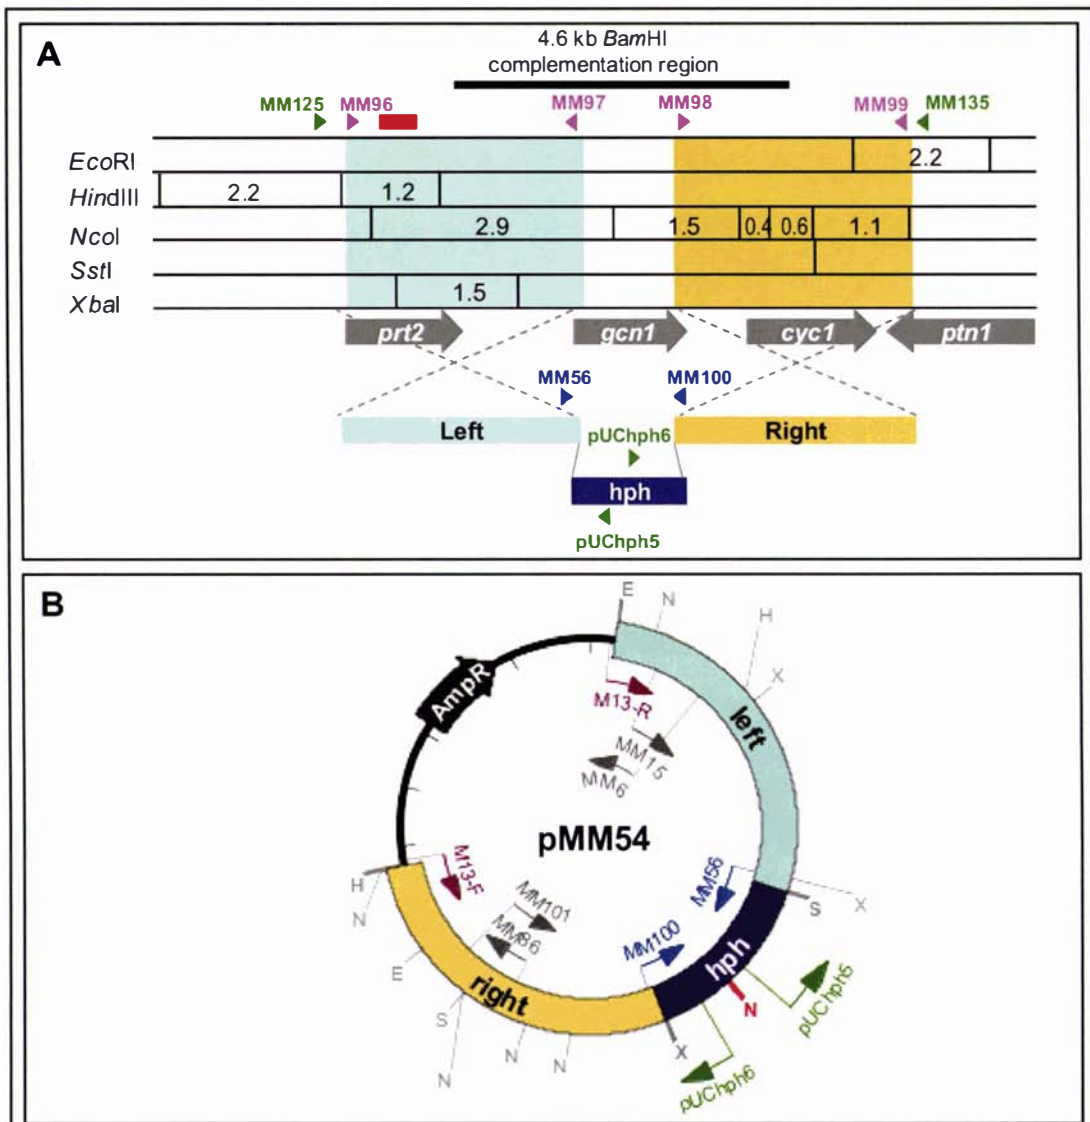 A
4.6 kb BamHI
complementation region
MM125 MM96 MM97 MM98 MM99 MM135
EcoRI 2.2
HindIII 2.2 1.2
NcoI 2.9 1.5 0.4 0.6 1.1
SstI
XbaI 1.5
prt2 gcn1 cyc1 ptn1
MM56 MM100
Left pUChph6 Right
hph
pUChph5
B
E N H X
AmpR
M13-R
left
MM15
MM6
pMM54
M13-F
MM56
H
N
MM101
MM86
MM100
S X
E
hph
pUChph5
right
N
S
X
N N
N
pUChph6